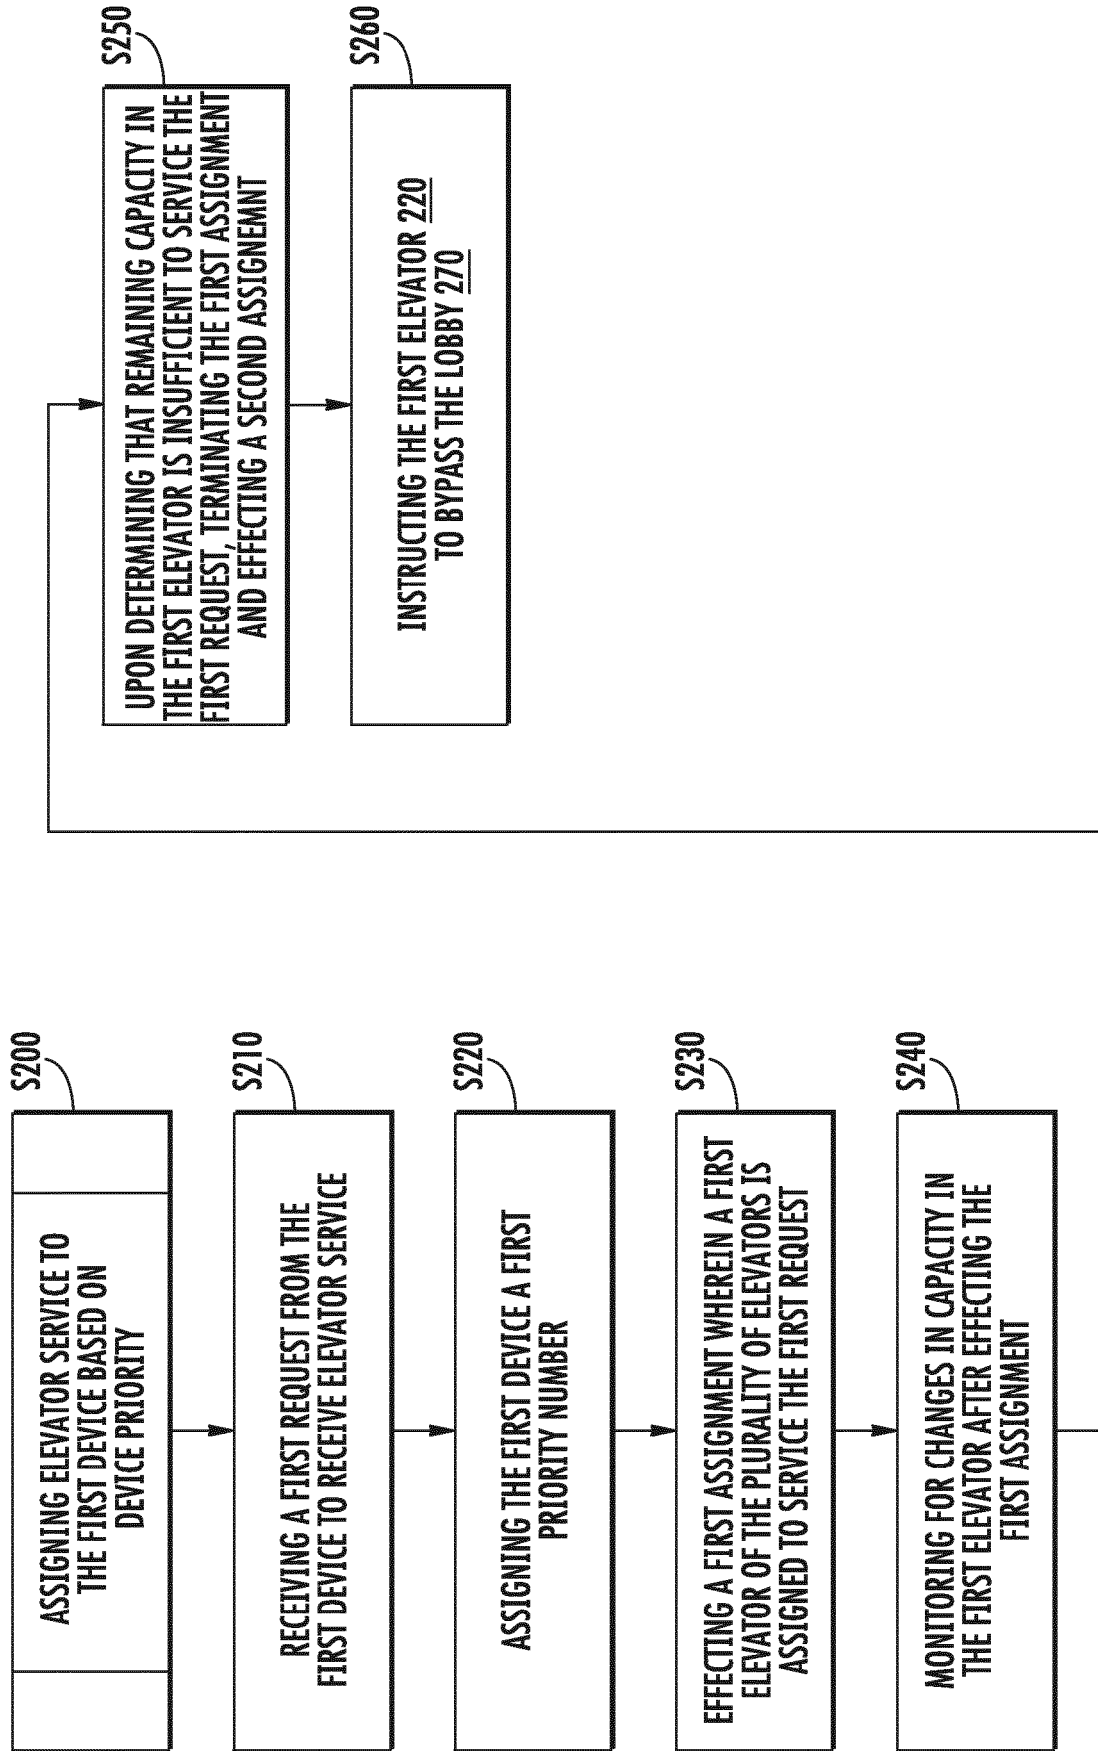 S200
ASSIGNING ELEVATOR SERVICE TO
THE FIRST DEVICE BASED ON
DEVICE PRIORITY
S210
RECEIVING A FIRST REQUEST FROM THE
FIRST DEVICE TO RECEIVE ELEVATOR SERVICE
S220
ASSIGNING THE FIRST DEVICE A FIRST
PRIORITY NUMBER
S230
EFFECTING A FIRST ASSIGNMENT WHEREIN A FIRST
ELEVATOR OF THE PLURALITY OF ELEVATORS IS
ASSIGNED TO SERVICE THE FIRST REQUEST
S240
MONITORING FOR CHANGES IN CAPACITY IN
THE FIRST ELEVATOR AFTER EFFECTING THE
FIRST ASSIGNMENT
S250
UPON DETERMINING THAT REMAINING CAPACITY IN
THE FIRST ELEVATOR IS INSUFFICIENT TO SERVICE THE
FIRST REQUEST, TERMINATING THE FIRST ASSIGNMENT
AND EFFECTING A SECOND ASSIGNEMNT
S260
INSTRUCTING THE FIRST ELEVATOR 220
TO BYPASS THE LOBBY 270